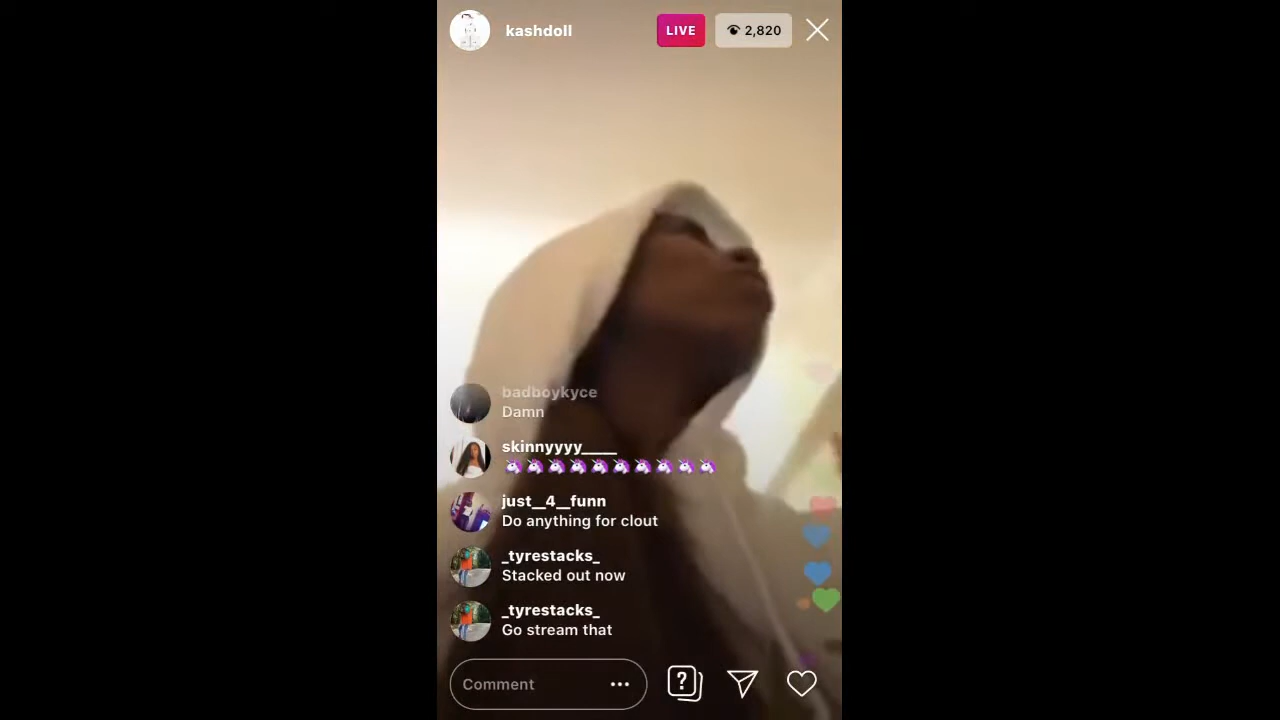 kashdoll LIVE 2,820
badboykyce
Damn
skinnyyyy_____
🦄🦄🦄🦄🦄🦄🦄🦄🦄🦄
just__4__funn
Do anything for clout
_tyrestacks_
Stacked out now
_tyrestacks_
Go stream that
Comment